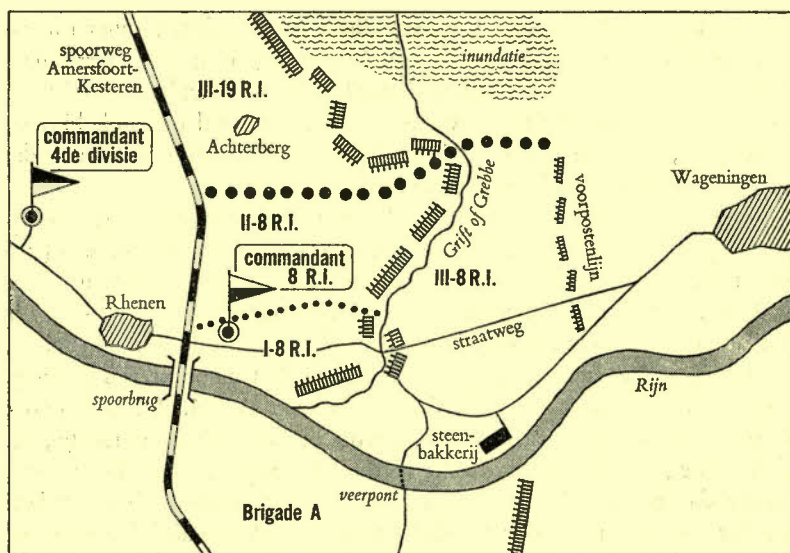 spoorweg
Amersfoort-
Kesteren
III-19 R.I.
inundatie
Achterberg
commandant
4de divisie
Wageningen
voorpostenlijn
Grift of Grebbe
II-8 R.I.
commandant
8 R.I.
III-8 R.I.
Rhenen
straatweg
I-8 R.I.
Rijn
spoorbrug
steen-
bakkerij
veerpont
Brigade A